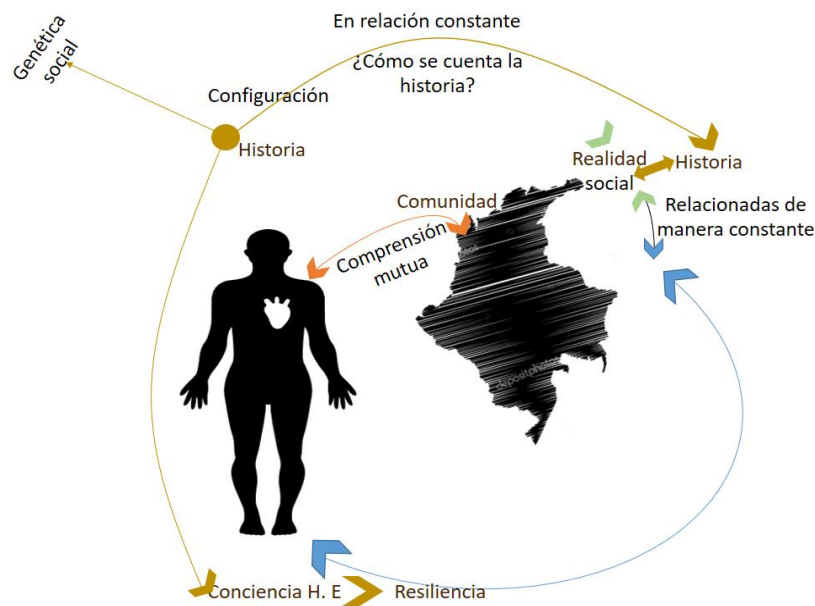 Genética
social
En relación constante
¿Cómo se cuenta la
historia?
Configuración
Historia
Realidad
social
Historia
Comunidad
Relacionadas de
manera constante
Comprensión
mutua
depositphotos
Conciencia H. E
Resiliencia